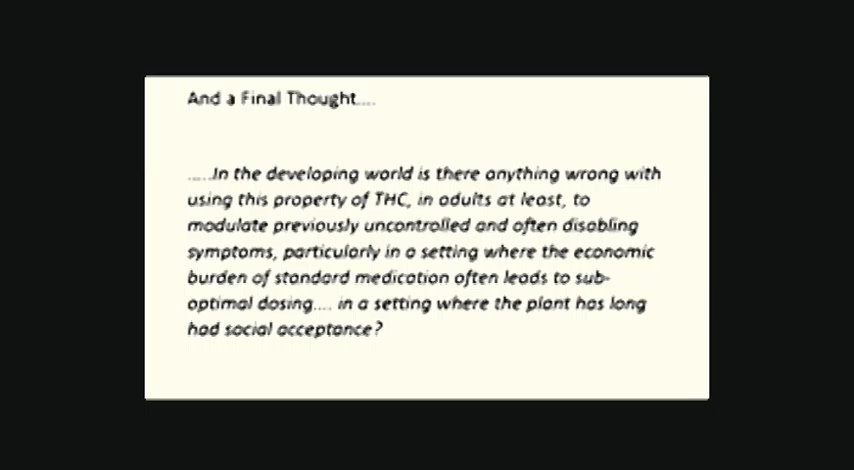 And a Final Thought....
.....In the developing world is there anything wrong with
using this property of THC, in adults at least, to
modulate previously uncontrolled and often disabling
symptoms, particularly in a setting where the economic
burden of standard medication often leads to sub-
optimal dosing.... in a setting where the plant has long
had social acceptance?